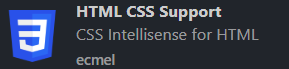 HTML CSS Support
CSS Intellisense for HTML
ecmel